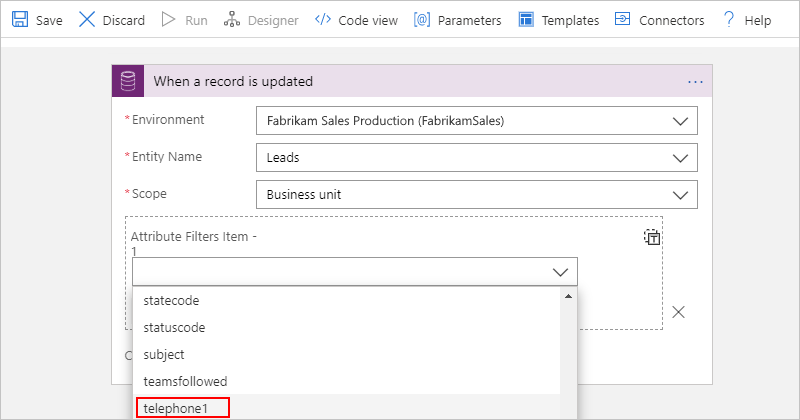 Save Discard Run Designer Code view Parameters Templates Connectors ? Help
When a record is updated ...
*Environment Fabrikam Sales Production (FabrikamSales)
*Entity Name Leads
*Scope Business unit
Attribute Filters Item -
1
statecode
statuscode
subject
teamsfollowed
telephone1